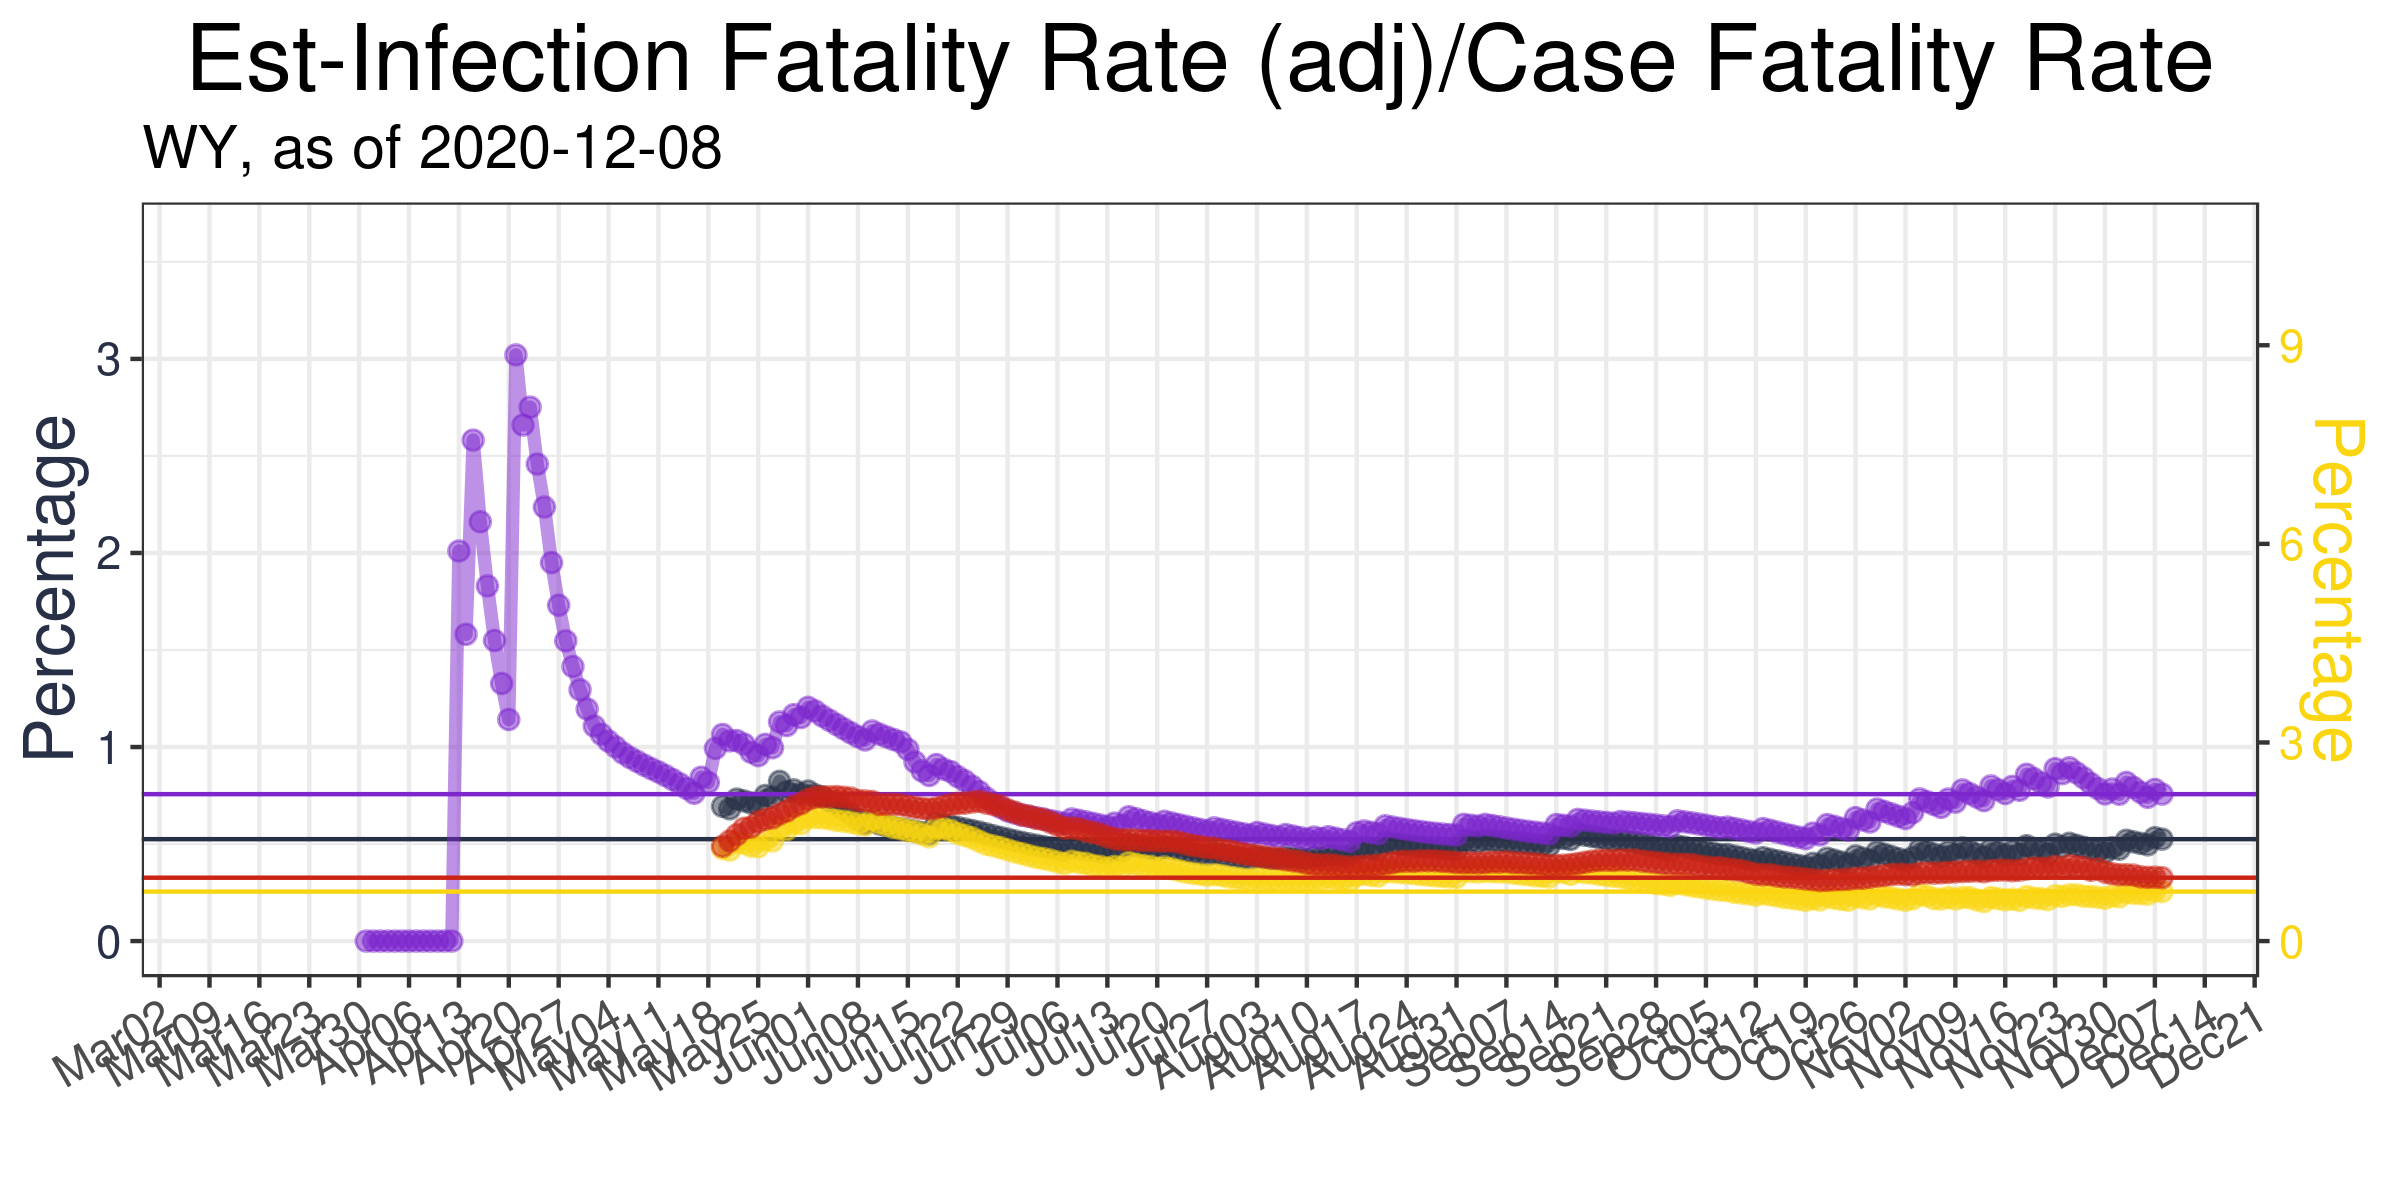 Est-Infection Fatality Rate (adj)/Case Fatality Rate
WY, as of 2020-12-08
Percentage
3
2
1
0
9
6
3
0
Percentage
Mar02
Mar09
Mar16
Mar23
Mar30
Apr06
Apr13
Apr20
Apr27
May04
May11
May18
May25
Jun01
Jun08
Jun15
Jun22
Jun29
Jul06
Jul13
Jul20
Jul27
Aug03
Aug10
Aug17
Aug24
Aug31
Sep07
Sep14
Sep21
Sep28
Oct05
Oct12
Oct19
Oct26
Nov02
Nov09
Nov16
Nov23
Nov30
Dec07
Dec14
Dec21